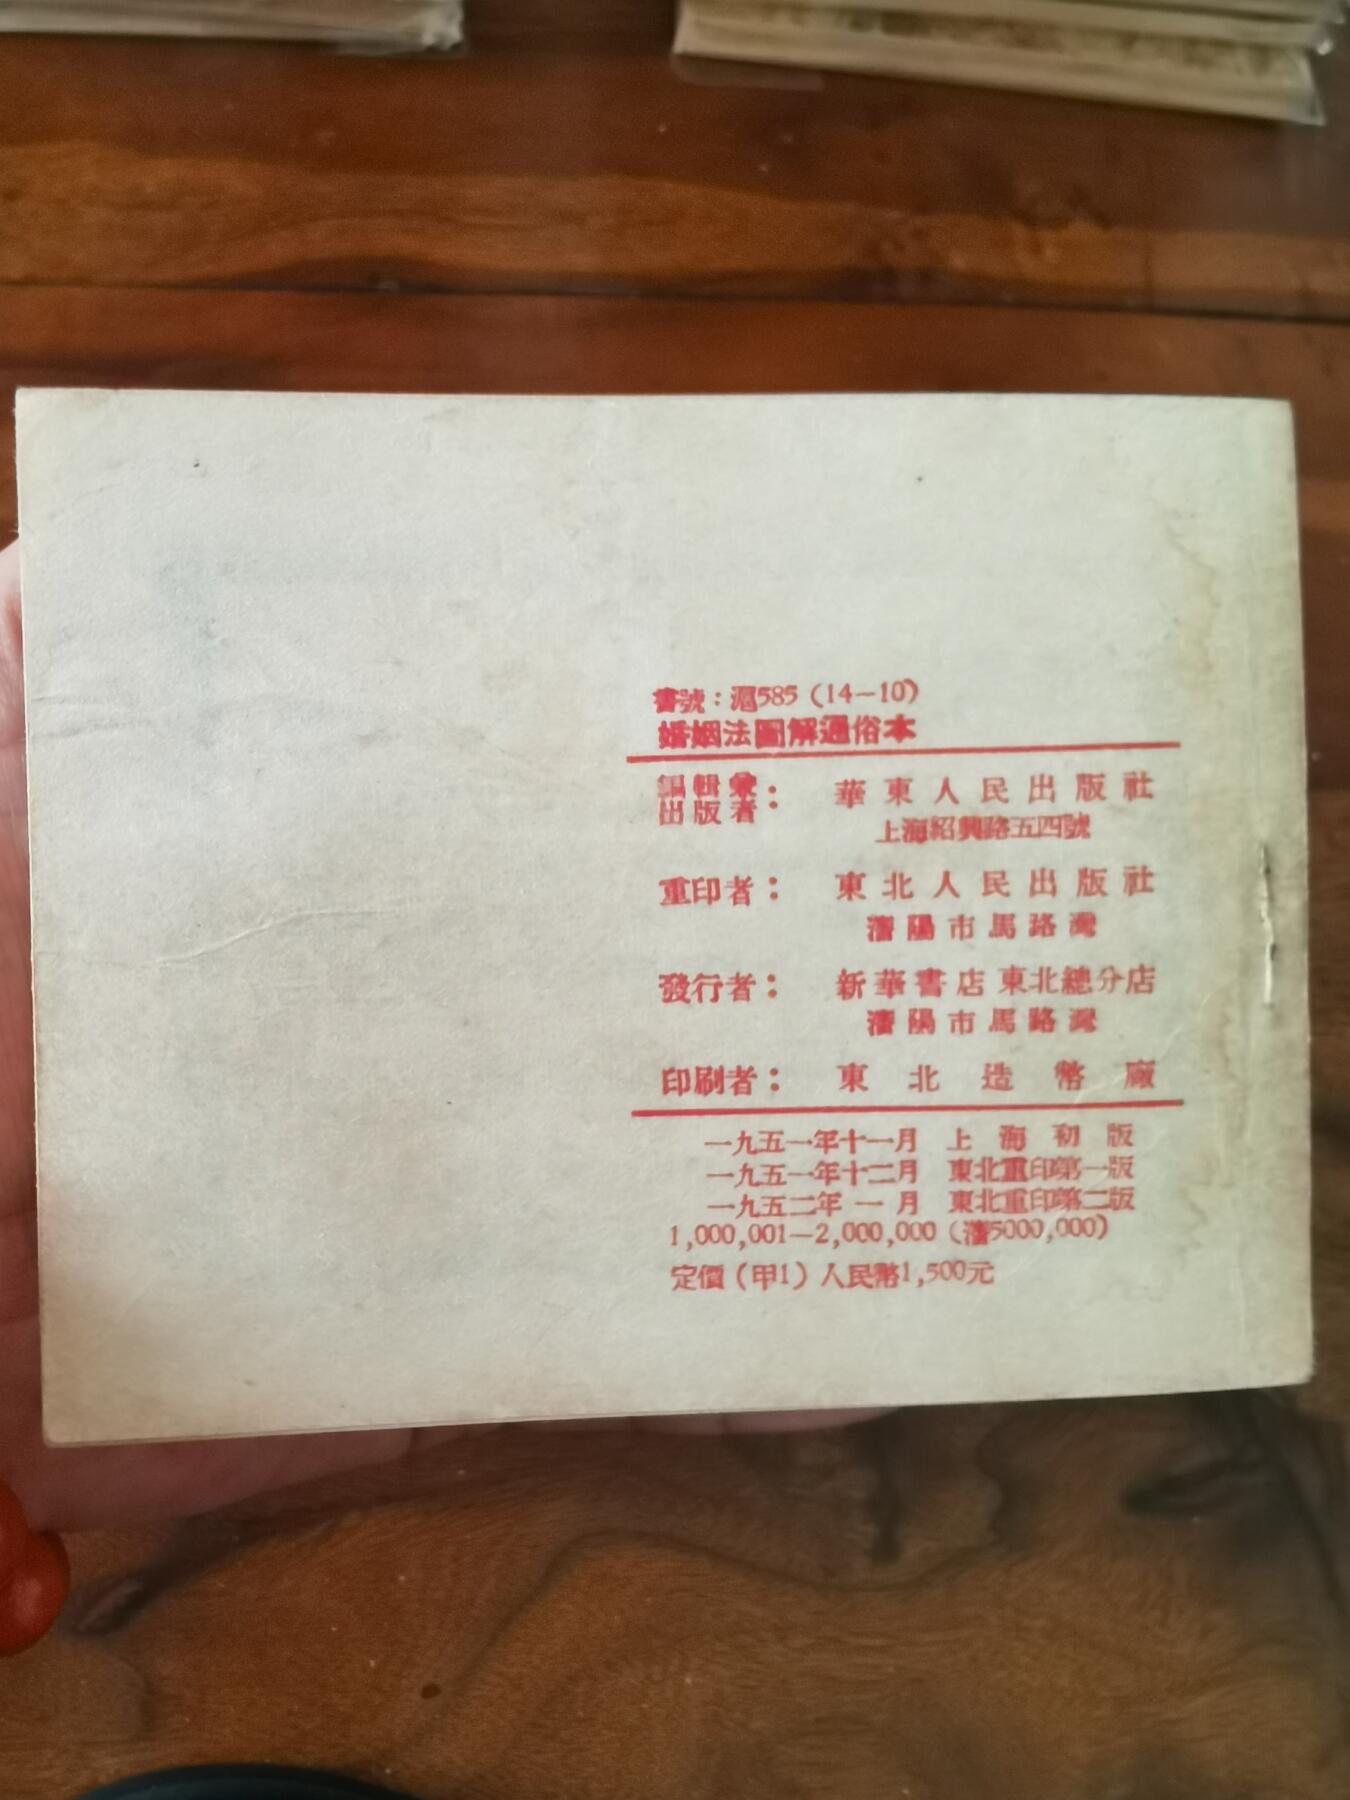 書號：滬585（14—10）
婚姻法圖解通俗本
編輯兼
出版者：
華東人民出版社
上海紹興路五四號
重印者：東北人民出版社
瀋陽市馬路灣
發行者：新華書店東北總分店
瀋陽市馬路灣
印刷者：東北造幣廠
一九五一年十一月 上海初版
一九五一年十二月 東北重印第一版
一九五二年 一 月 東北重印第二版
1,000,001—2,000,000（瀋5000,000）
定價（甲1）人民幣1,500元